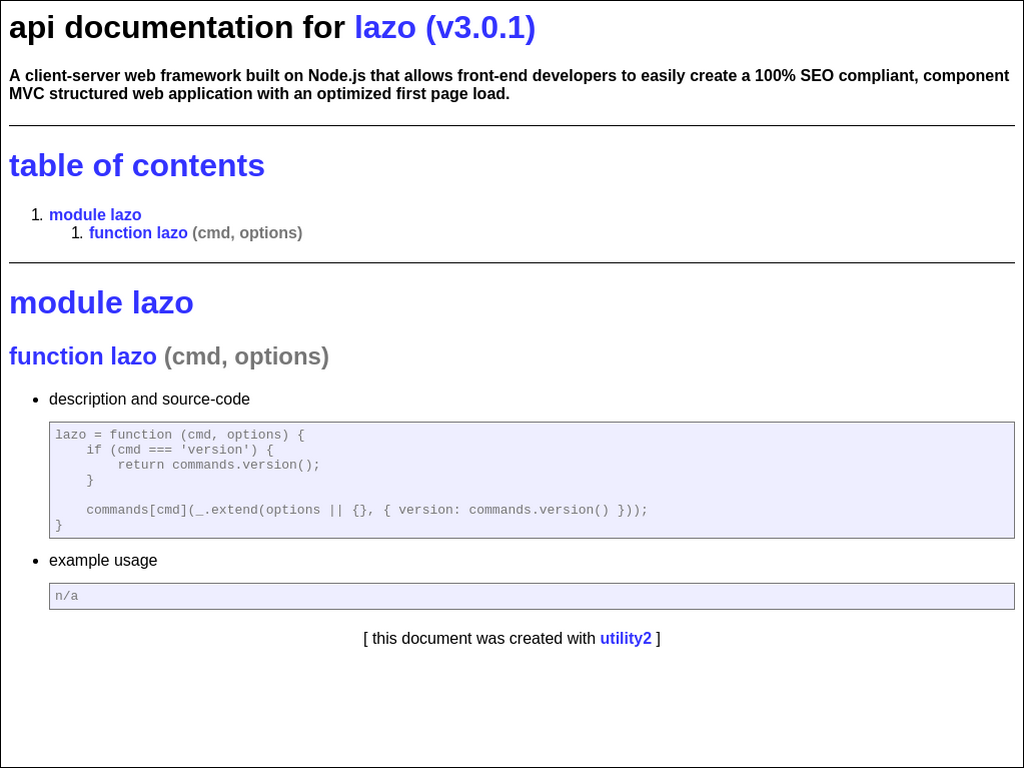 api documentation for lazo (v3.0.1)
A client-server web framework built on Node.js that allows front-end developers to easily create a 100% SEO compliant, component
MVC structured web application with an optimized first page load.
table of contents
1. module lazo
1. function lazo (cmd, options)
module lazo
function lazo (cmd, options)
• description and source-code
lazo = function (cmd, options) {
    if (cmd === 'version') {
        return commands.version();
    }
    commands[cmd](_.extend(options || {}, { version: commands.version() }));
}
• example usage
n/a
[ this document was created with utility2 ]